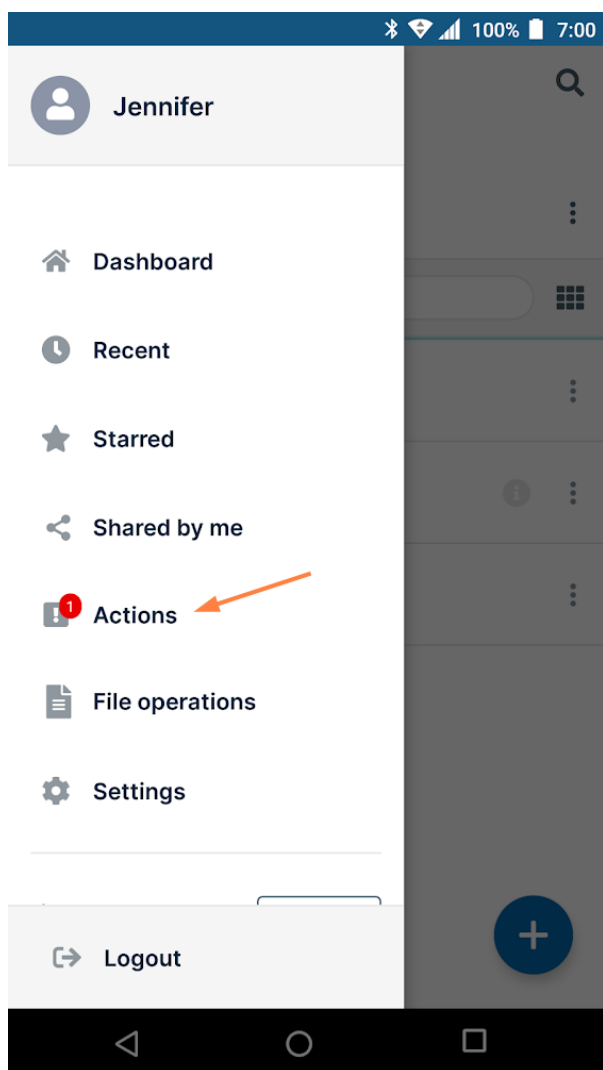 100% 7:00
Jennifer
Dashboard
Recent
Starred
Shared by me
1
Actions
File operations
Settings
Logout